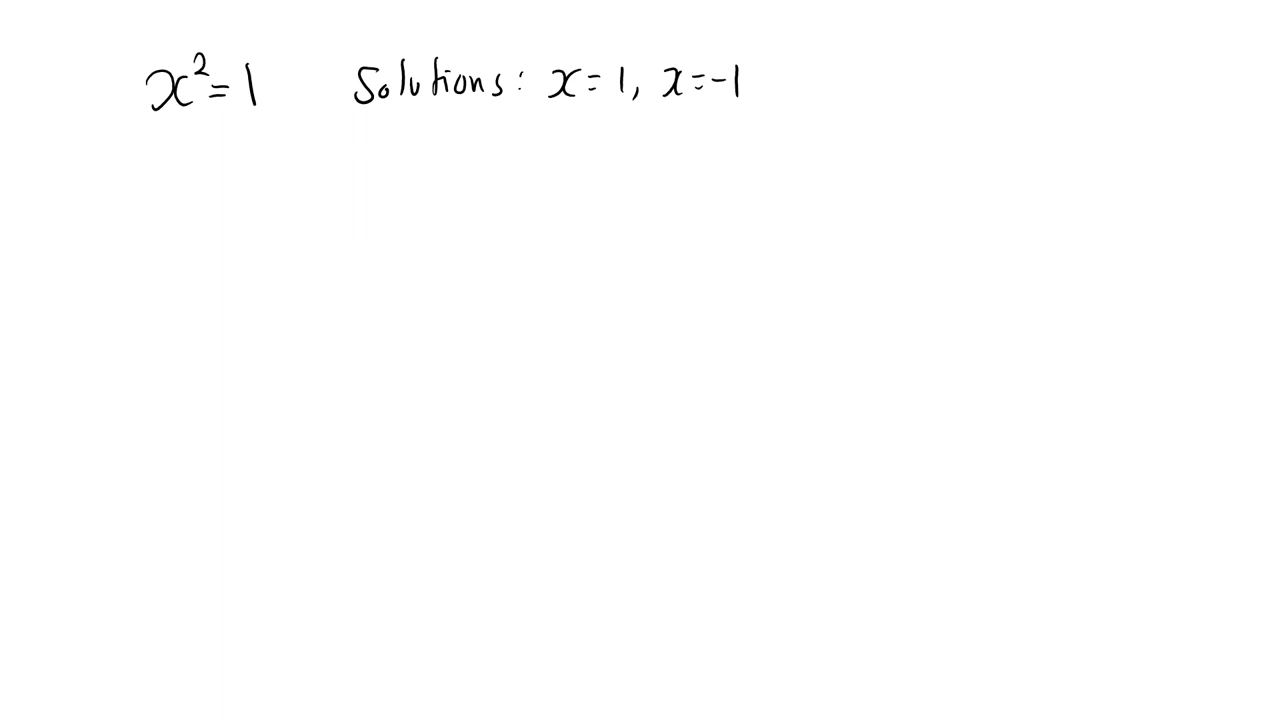 x² = 1 Solutions: x = 1, x = -1